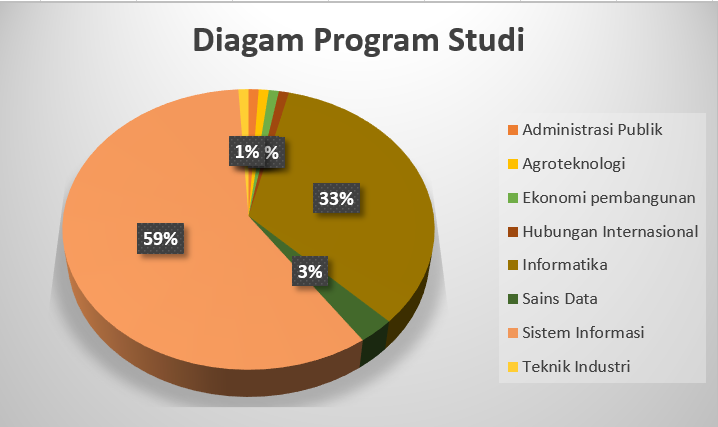 Diagam Program Studi
1%
%
33%
59%
3%
Administrasi Publik
Agroteknologi
Ekonomi pembangunan
Hubungan Internasional
Informatika
Sains Data
Sistem Informasi
Teknik Industri